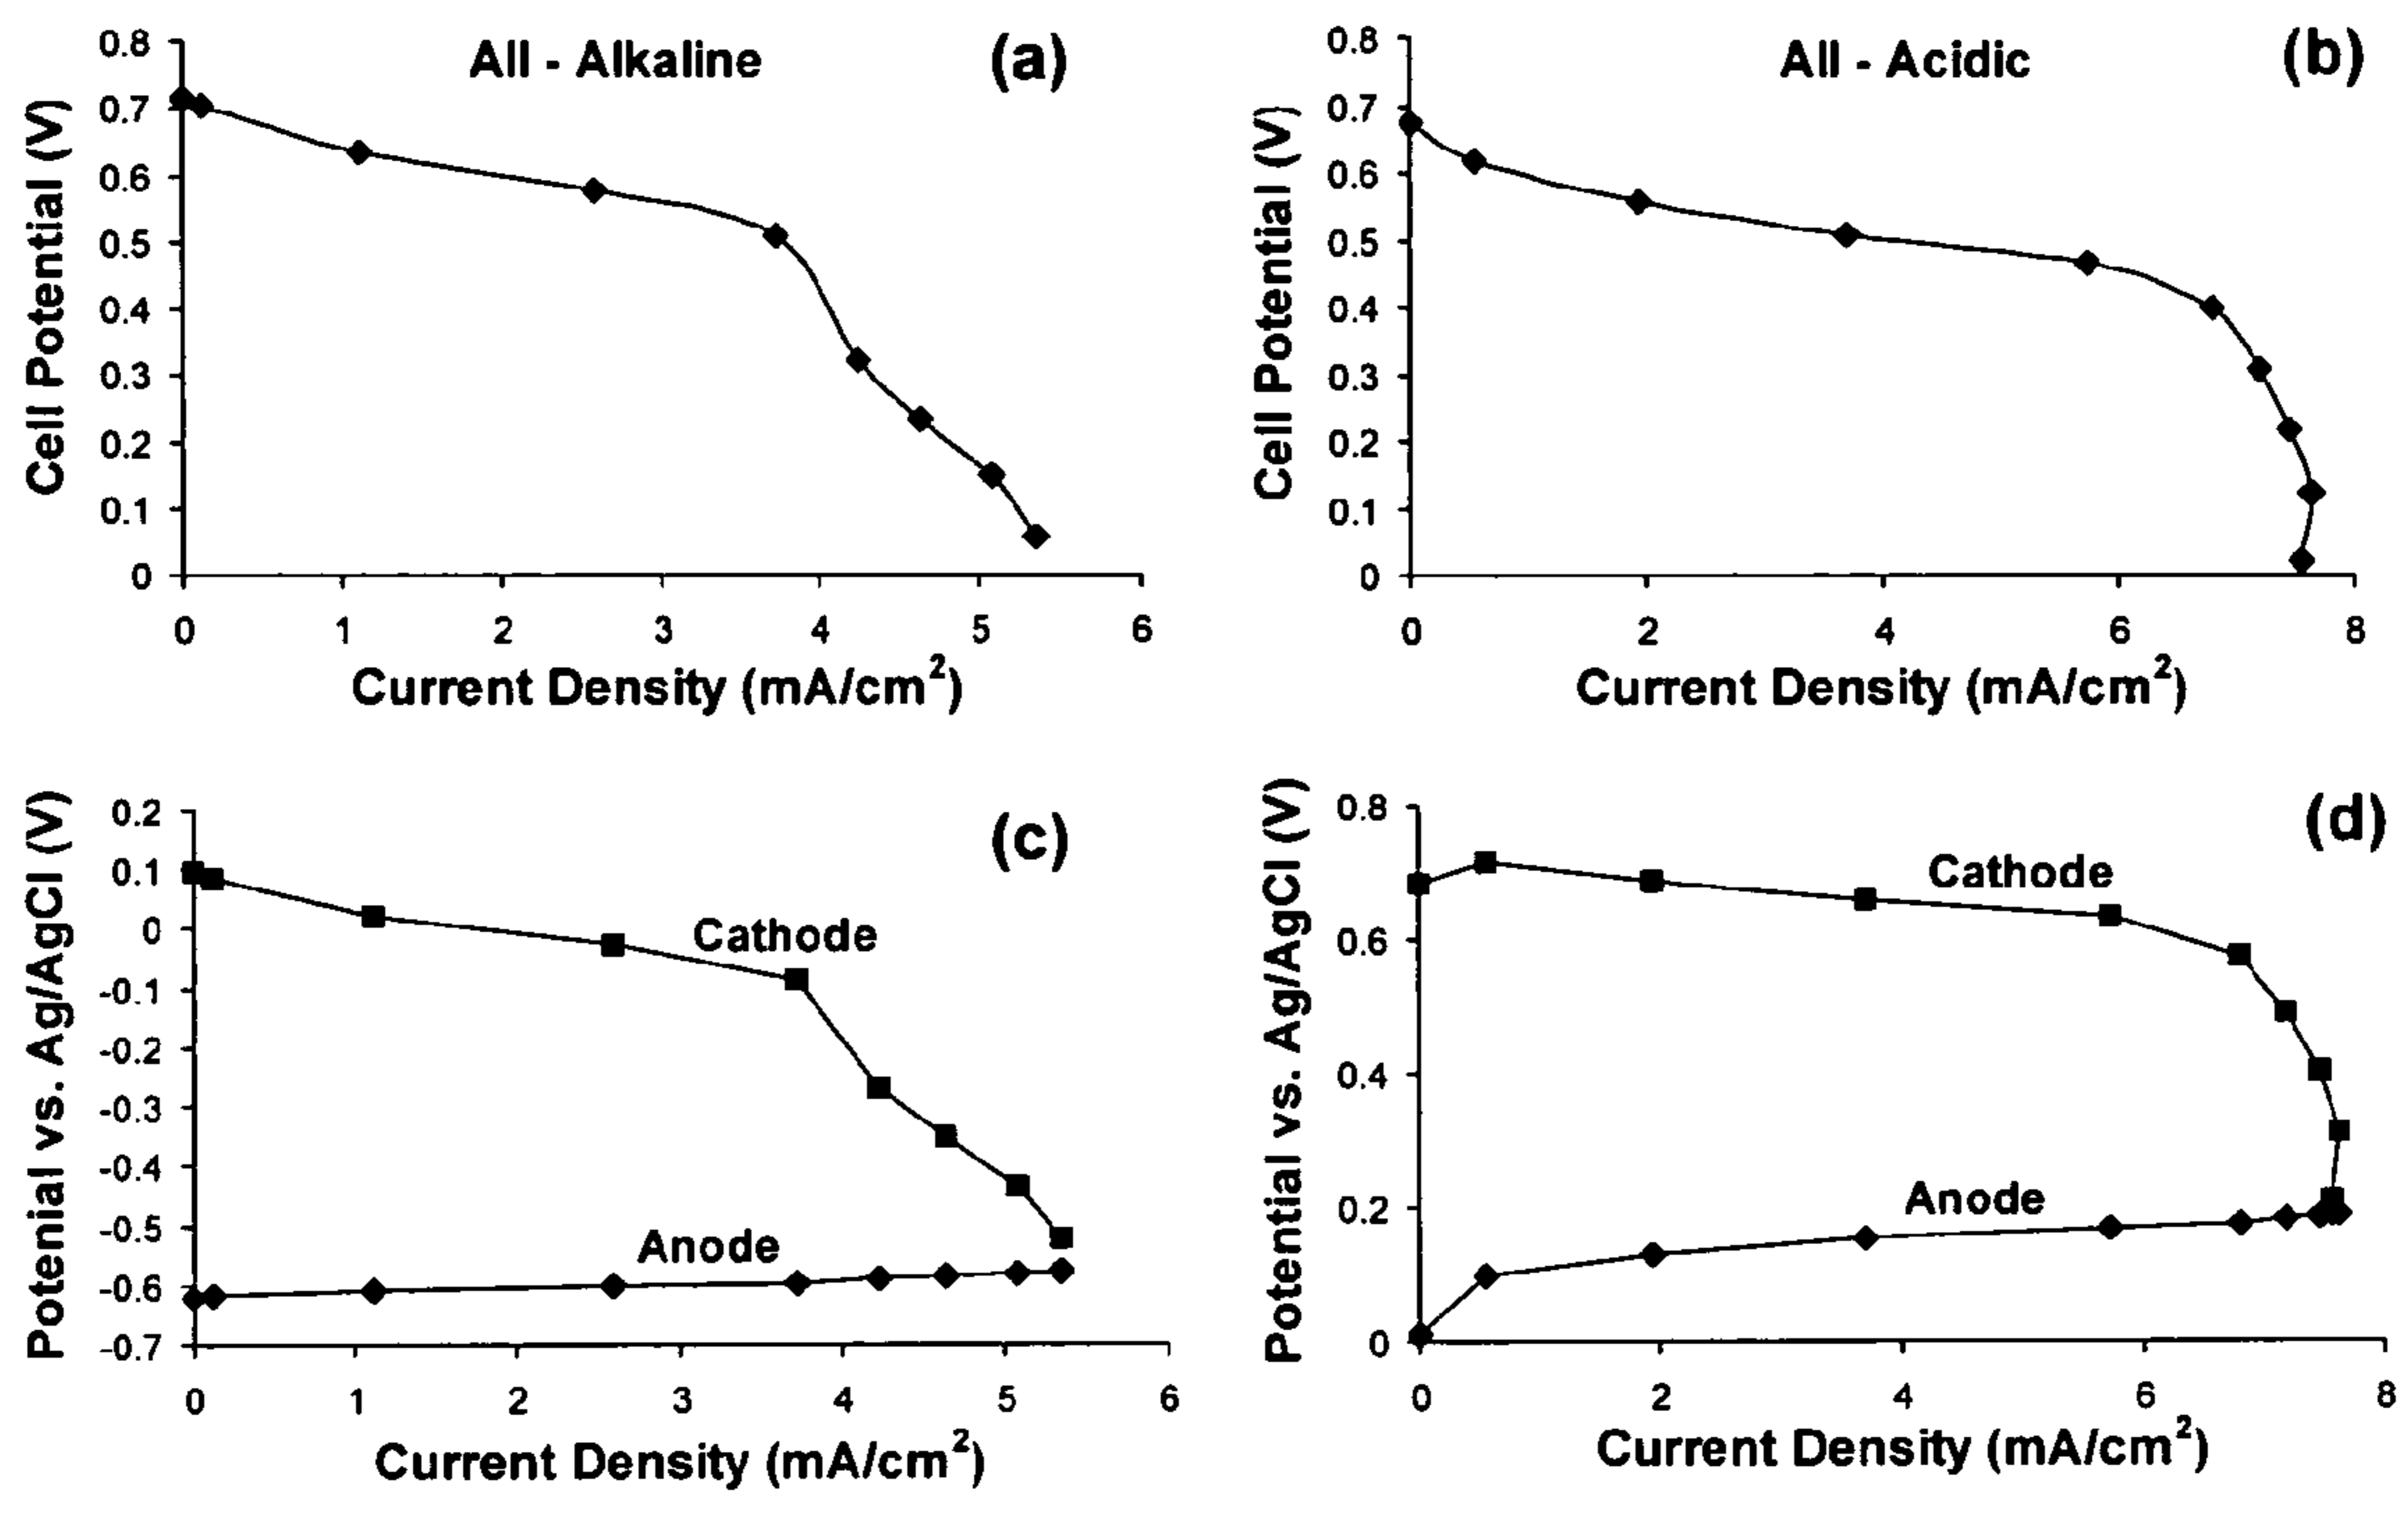 All - Alkaline
(a)
0.8
0.7
0.6
0.5
0.4
0.3
0.2
0.1
0
Cell Potential (V)
0 1 2 3 4 5 6
Current Density (mA/cm²)
All - Acidic
(b)
0.8
0.7
0.6
0.5
0.4
0.3
0.2
0.1
0
Cell Potential (V)
0 2 4 6 8
Current Density (mA/cm²)
(c)
0.2
0.1
0
-0.1
-0.2
-0.3
-0.4
-0.5
-0.6
-0.7
Potenial vs. Ag/AgCl (V)
Cathode
Anode
0 1 2 3 4 5 6
Current Density (mA/cm²)
(d)
0.8
0.6
0.4
0.2
0
Potential vs. Ag/AgCl (V)
Cathode
Anode
0 2 4 6 8
Current Density (mA/cm²)